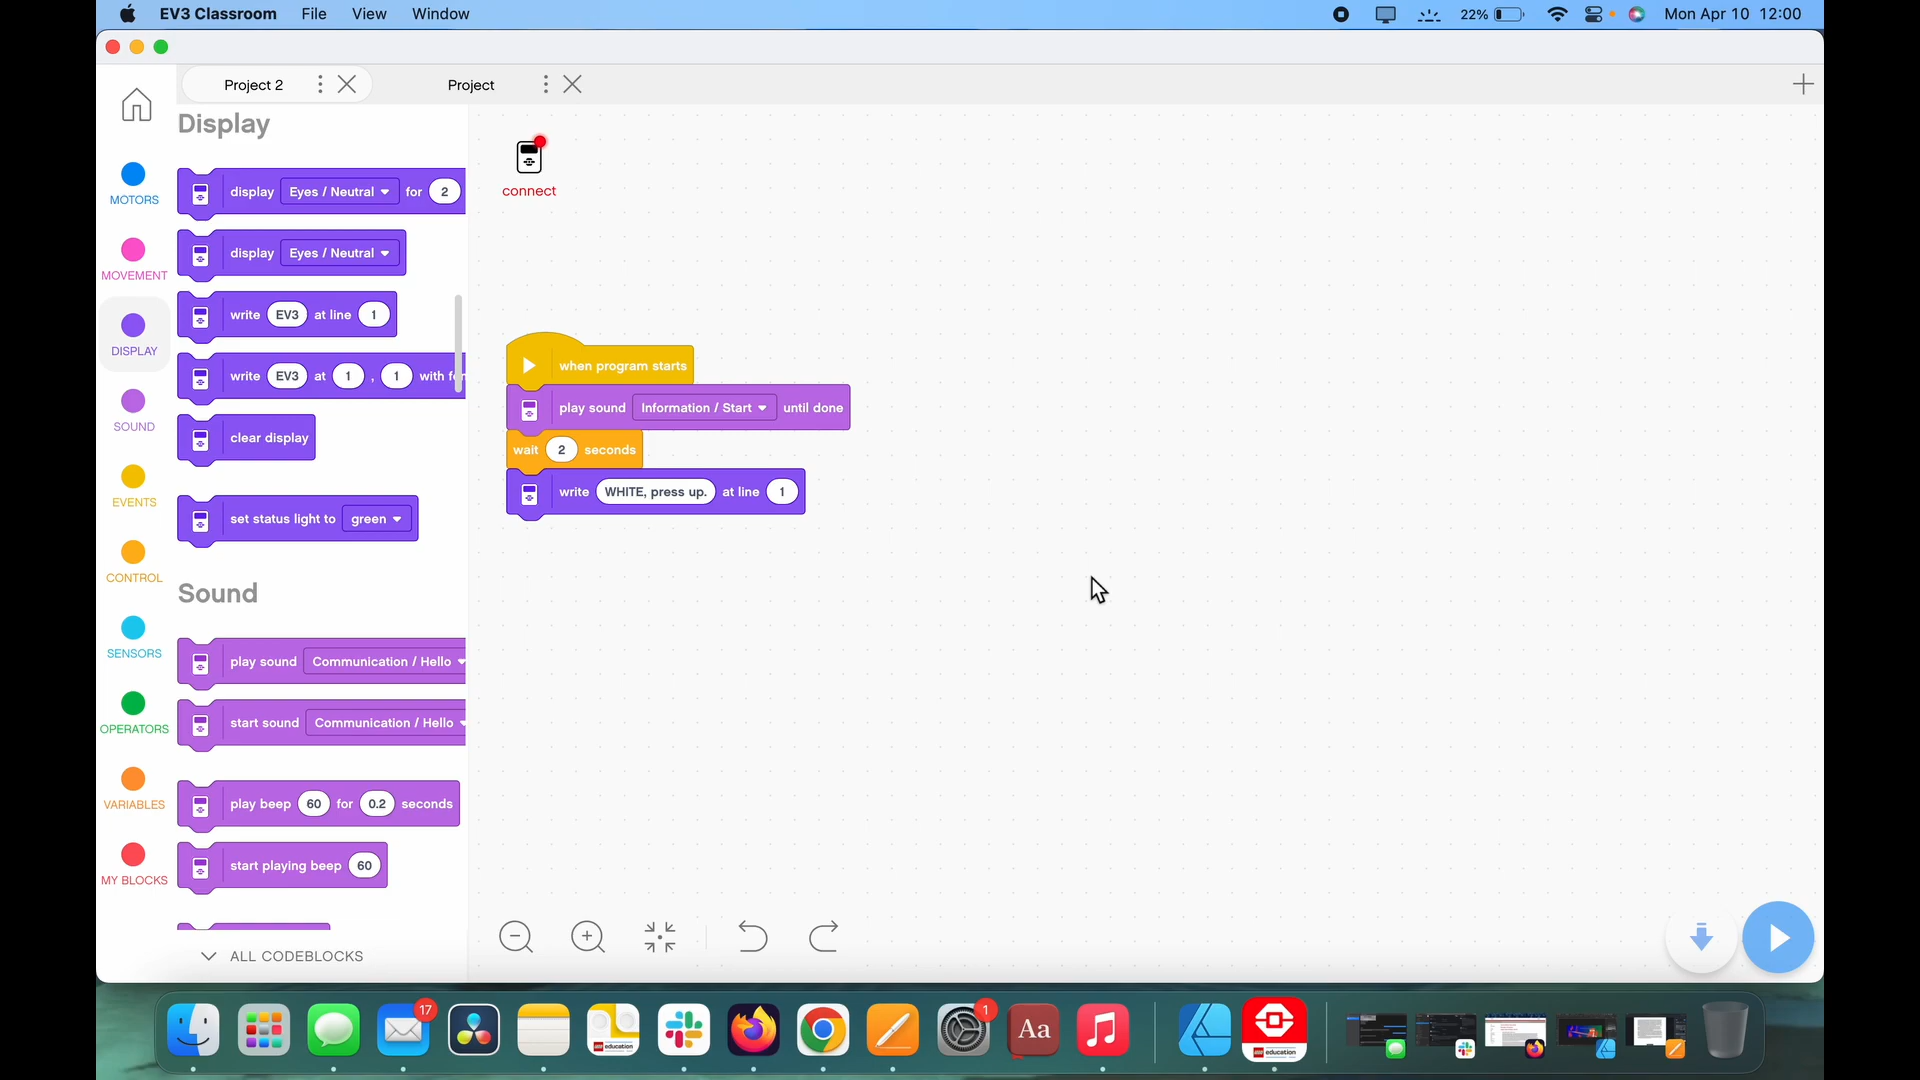 EV3 Classroom File View Window 22% Mon Apr 10 12:00
Project 2 Project
Display
connect
MOTORS
MOVEMENT
DISPLAY
SOUND
EVENTS
CONTROL
SENSORS
OPERATORS
VARIABLES
MY BLOCKS
display Eyes / Neutral for 2
display Eyes / Neutral
write EV3 at line 1
write EV3 at 1 , 1 with
clear display
set status light to green
Sound
play sound Communication / Hello
start sound Communication / Hello
play beep 60 for 0.2 seconds
start playing beep 60
ALL CODEBLOCKS
when program starts
play sound Information / Start until done
wait 2 seconds
write WHITE, press up. at line 1
17
education
1
Aa
education